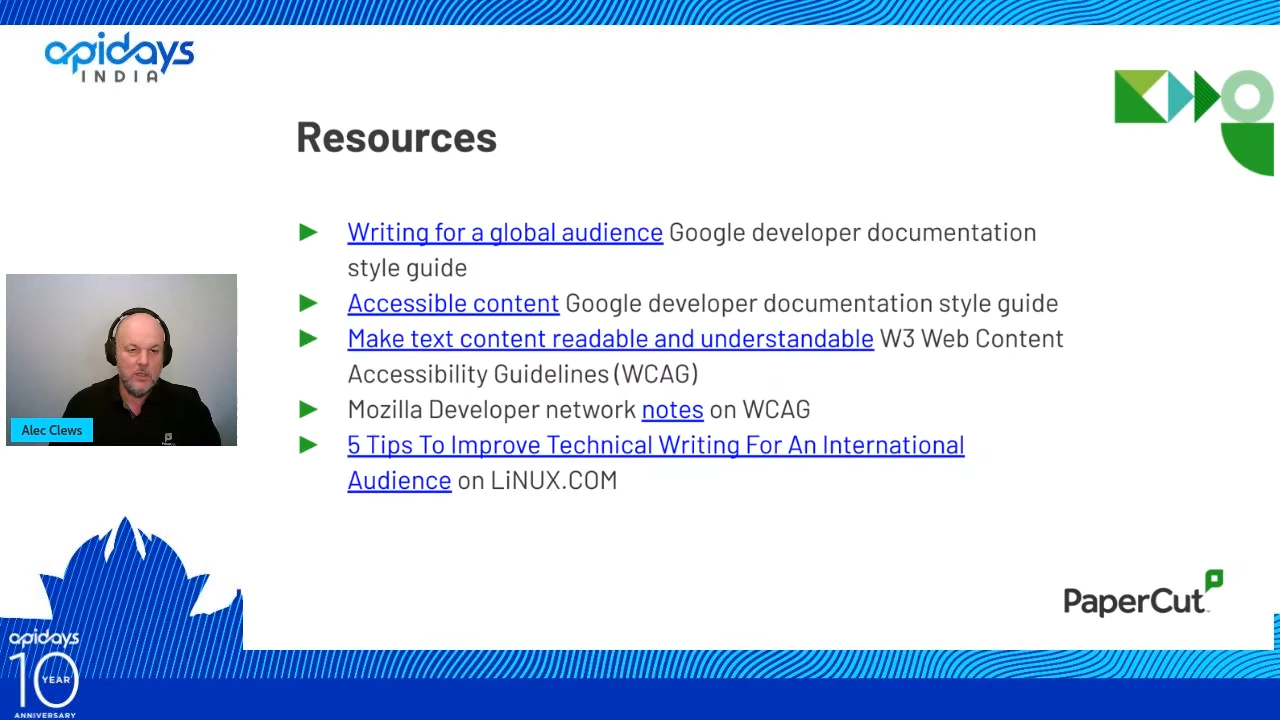 apidays
INDIA
Resources
Writing for a global audience Google developer documentation
style guide
Accessible content Google developer documentation style guide
Make text content readable and understandable W3 Web Content
Accessibility Guidelines (WCAG)
Mozilla Developer network notes on WCAG
5 Tips To Improve Technical Writing For An International
Audience on LiNUX.COM
Alec Clews
PaperCut
apidays
10
YEAR
ANNIVERSARY